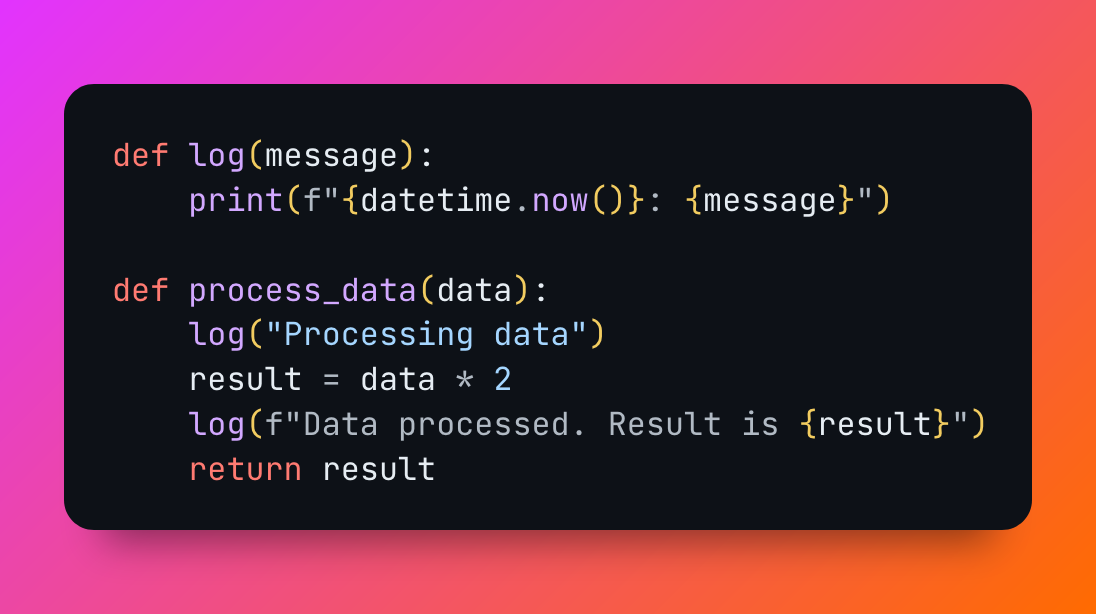 def log(message):
    print(f"{datetime.now()}: {message}")

def process_data(data):
    log("Processing data")
    result = data * 2
    log(f"Data processed. Result is {result}")
    return result